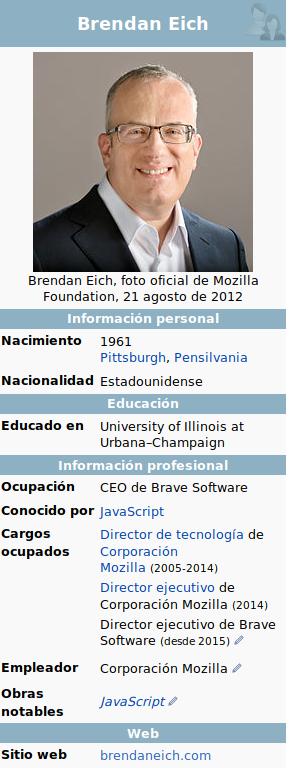 Brendan Eich
Brendan Eich, foto oficial de Mozilla
Foundation, 21 agosto de 2012
Información personal
Nacimiento 1961
Pittsburgh, Pensilvania
Nacionalidad Estadounidense
Educación
Educado en University of Illinois at
Urbana–Champaign
Información profesional
Ocupación CEO de Brave Software
Conocido por JavaScript
Cargos Director de tecnología de
ocupados Corporación
Mozilla (2005-2014)
Director ejecutivo de
Corporación Mozilla (2014)
Director ejecutivo de Brave
Software (desde 2015)
Empleador Corporación Mozilla
Obras
notables JavaScript
Web
Sitio web brendaneich.com